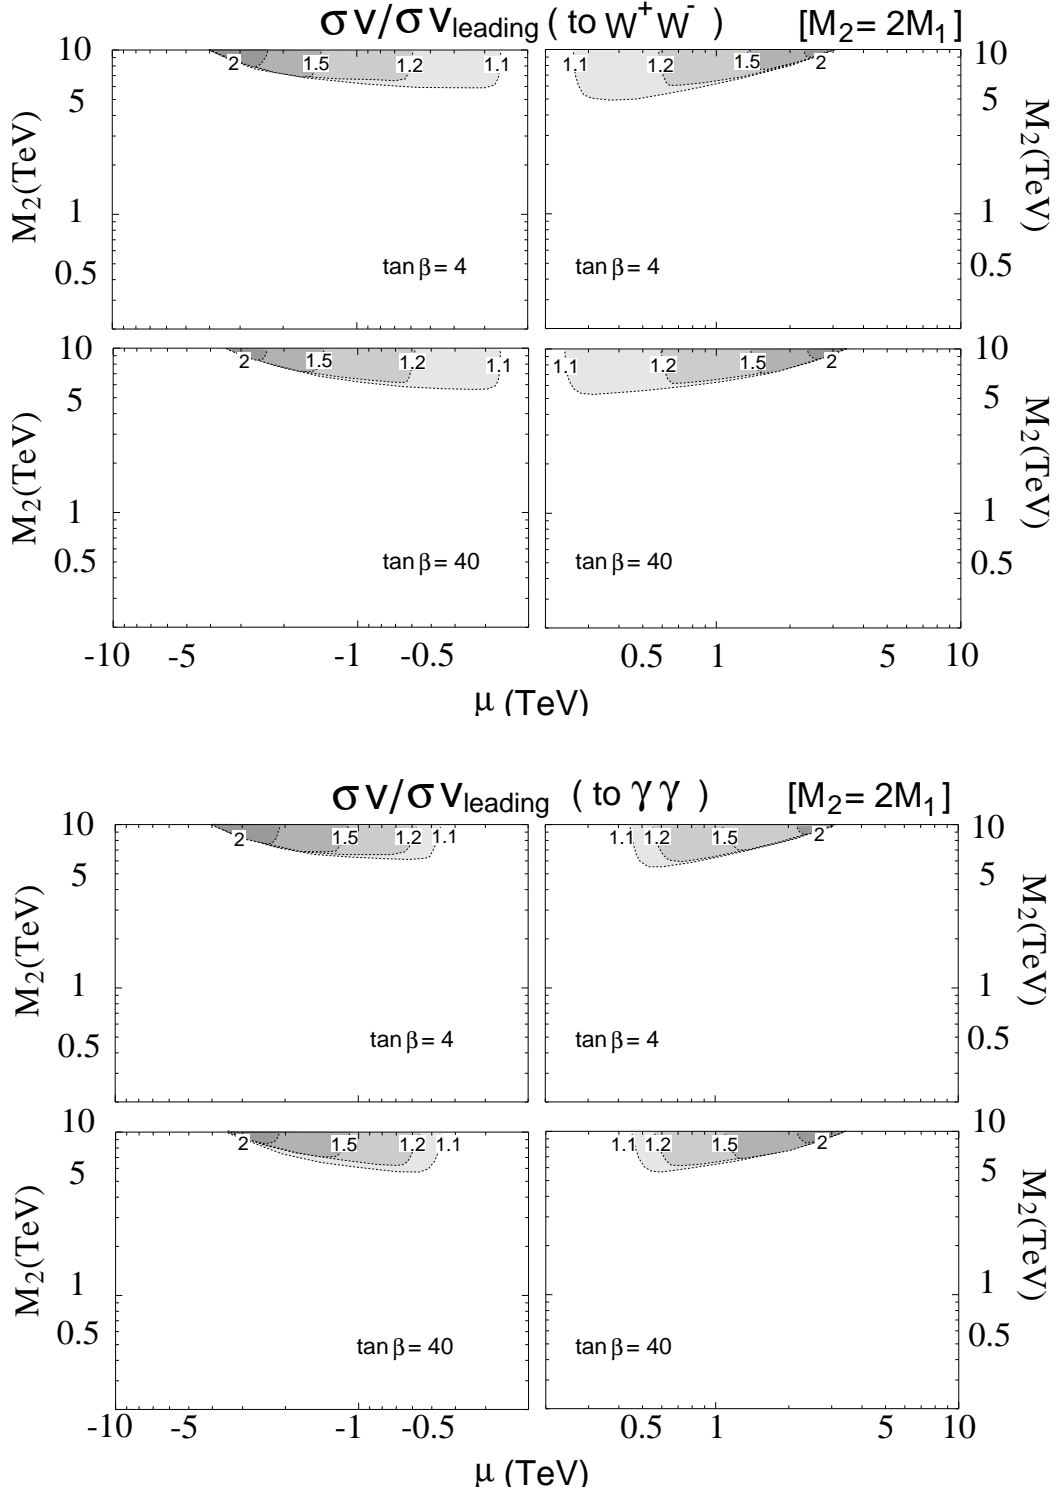 σv/σv_leading ( to W⁺ W⁻ ) [M₂= 2M₁]
10 10
2 1.5 1.2 1.1 1.1 1.2 1.5 2
5 5
M₂(TeV) M₂(TeV)
1 1
0.5 tan β = 4 tan β = 4 0.5
10 10
2 1.5 1.2 1.1 1.1 1.2 1.5 2
5 5
M₂(TeV) M₂(TeV)
1 1
0.5 tan β = 40 tan β = 40 0.5
-10 -5 -1 -0.5 0.5 1 5 10
μ (TeV)
σv/σv_leading ( to γ γ ) [M₂= 2M₁]
10 10
2 1.5 1.2 1.1 1.1 1.2 1.5 2
5 5
M₂(TeV) M₂(TeV)
1 1
0.5 tan β = 4 tan β = 4 0.5
10 10
2 1.5 1.2 1.1 1.1 1.2 1.5 2
5 5
M₂(TeV) M₂(TeV)
1 1
0.5 tan β = 40 tan β = 40 0.5
-10 -5 -1 -0.5 0.5 1 5 10
μ (TeV)